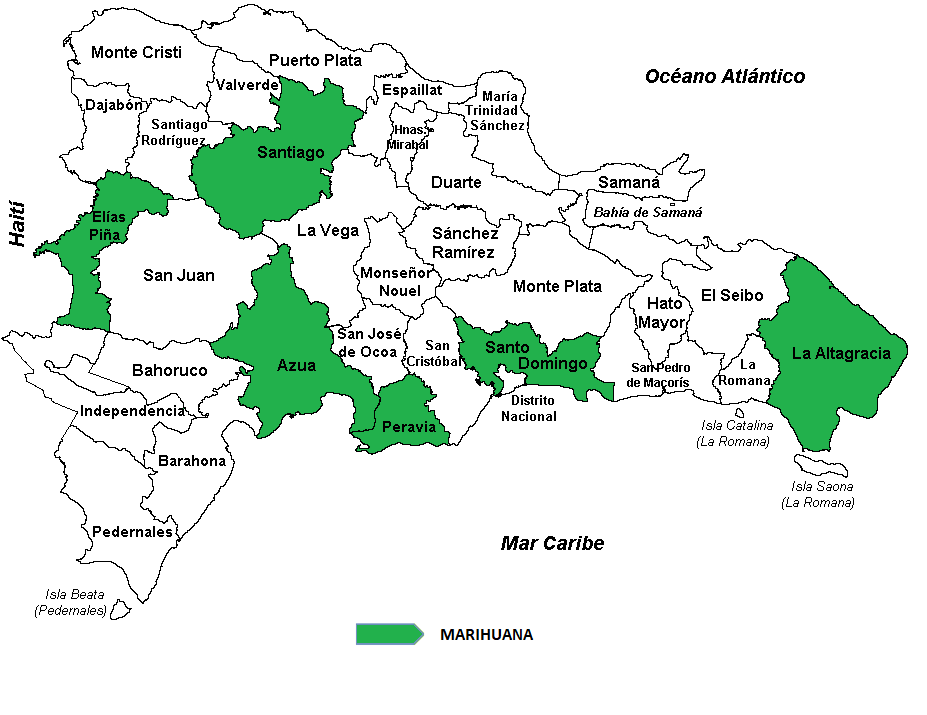 Monte Cristi
Puerto Plata
Océano Atlántico
Valverde
Espaillat
Dajabón
María
Trinidad
Sánchez
Santiago
Rodríguez
Hnas.
Mirabal
Santiago
Duarte
Samaná
Bahía de Samaná
Haití
Elías
Piña
La Vega
Sánchez
Ramírez
San Juan
Monseñor
Nouel
Monte Plata
El Seibo
Hato
Mayor
San José
de Ocoa
San
Cristóbal
Santo
Domingo
La Altagracia
Azua
Bahoruco
San Pedro
de Macorís
La
Romana
Independencia
Distrito
Nacional
Peravia
Isla Catalina
(La Romana)
Barahona
Isla Saona
(La Romana)
Pedernales
Mar Caribe
Isla Beata
(Pedernales)
MARIHUANA